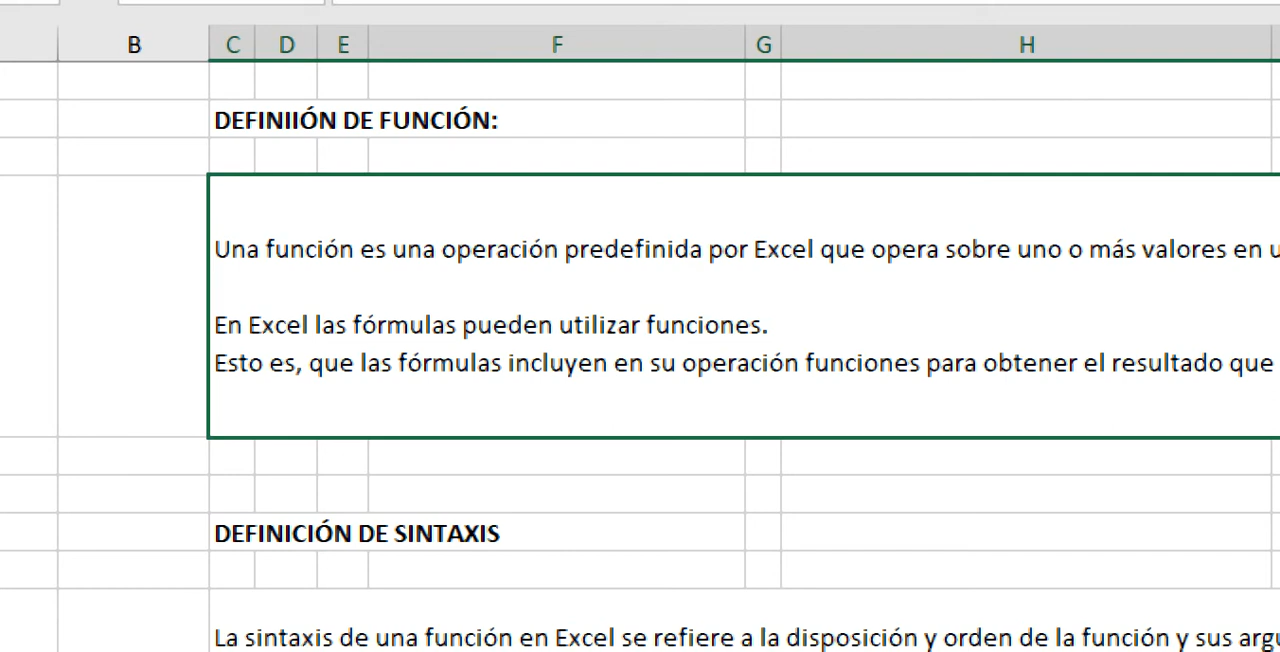 B C D E F G H
DEFINIIÓN DE FUNCIÓN:
Una función es una operación predefinida por Excel que opera sobre uno o más valores en
En Excel las fórmulas pueden utilizar funciones.
Esto es, que las fórmulas incluyen en su operación funciones para obtener el resultado que
DEFINICIÓN DE SINTAXIS
La sintaxis de una función en Excel se refiere a la disposición y orden de la función y sus